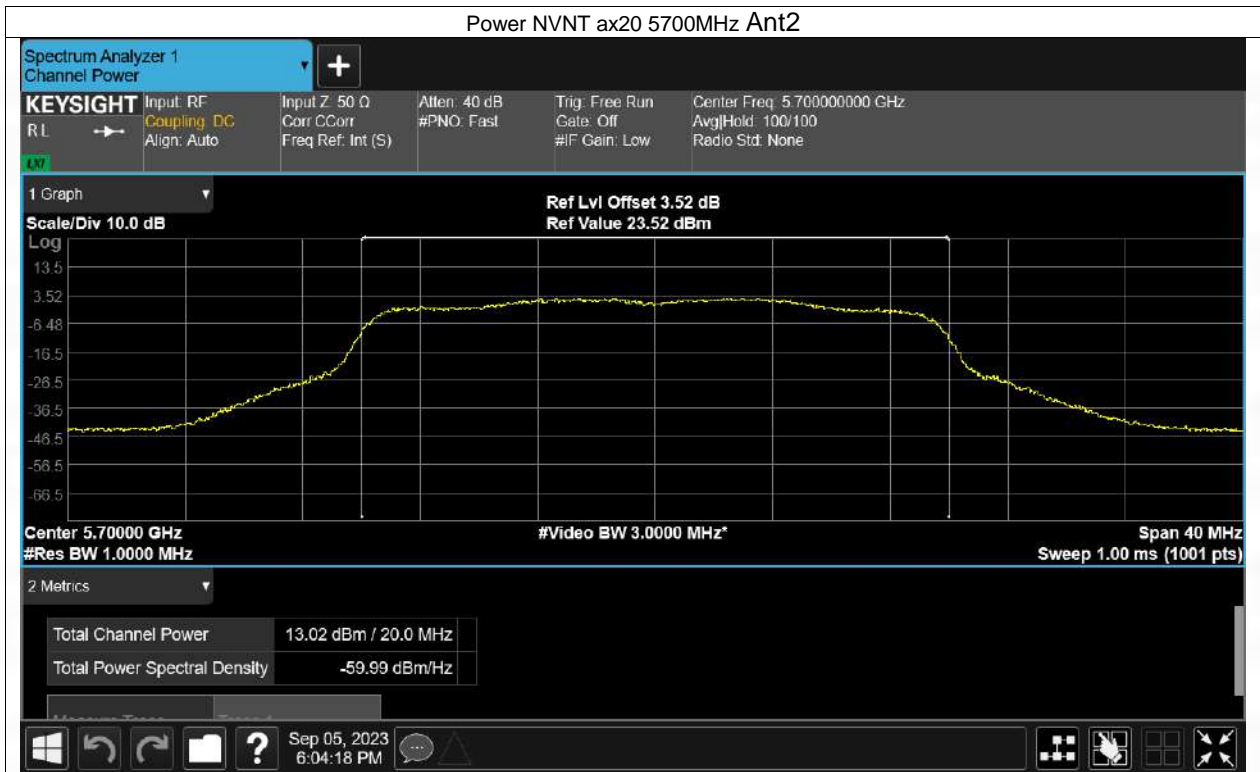 Power NVNT ax20 5700MHz Ant2
Spectrum Analyzer 1
Channel Power
KEYSIGHT
RL
LXI
Input: RF
Coupling: DC
Align: Auto
Input Z: 50 Ω
Corr CCorr
Freq Ref: Int (S)
Atten: 40 dB
#PNO: Fast
Trig: Free Run
Gate: Off
#IF Gain: Low
Center Freq: 5.700000000 GHz
Avg|Hold: 100/100
Radio Std: None
1 Graph
Ref Lvl Offset 3.52 dB
Scale/Div 10.0 dB
Ref Value 23.52 dBm
Log
13.5
3.52
-6.48
-16.5
-26.5
-36.5
-46.5
-56.5
-66.5
Center 5.70000 GHz
#Video BW 3.0000 MHz*
Span 40 MHz
#Res BW 1.0000 MHz
Sweep 1.00 ms (1001 pts)
2 Metrics
Total Channel Power 13.02 dBm / 20.0 MHz
Total Power Spectral Density -59.99 dBm/Hz
?
Sep 05, 2023
6:04:18 PM